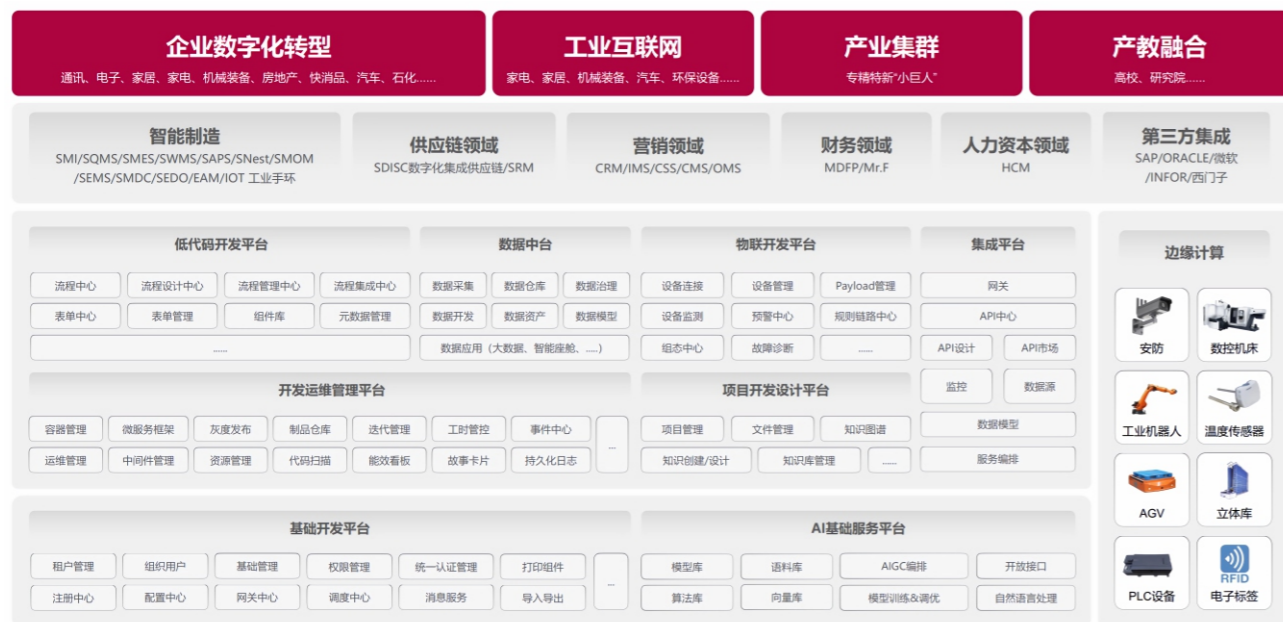 企业数字化转型
通讯、电子、家居、家电、机械装备、房地产、快消品、汽车、石化......
工业互联网
家电、家居、机械装备、汽车、环保设备......
产业集群
专精特新“小巨人”
产教融合
高校、研究院......
智能制造
SMI/SQMS/SMES/SWMS/SAPS/SNest/SMOM
/SEMS/SMDC/SEDO/EAM/IOT 工业手环
供应链领域
SDISC数字化集成供应链/SRM
营销领域
CRM/IMS/CSS/CMS/OMS
财务领域
MDFP/Mr.F
人力资本领域
HCM
第三方集成
SAP/ORACLE/微软
/INFOR/西门子
低代码开发平台
流程中心
流程设计中心
流程管理中心
流程集成中心
表单中心
表单管理
组件库
元数据管理
......
数据中台
数据采集
数据仓库
数据治理
数据开发
数据资产
数据模型
数据应用（大数据、智能座舱、.....）
物联开发平台
设备连接
设备管理
Payload管理
设备监测
预警中心
规则链路中心
组态中心
故障诊断
......
集成平台
网关
API中心
API设计
API市场
监控
数据源
数据模型
服务编排
开发运维管理平台
容器管理
微服务框架
灰度发布
制品仓库
迭代管理
工时管控
事件中心
运维管理
中间件管理
资源管理
代码扫描
能效看板
故事卡片
持久化日志
...
项目开发设计平台
项目管理
文件管理
知识图谱
知识创建/设计
知识库管理
......
基础开发平台
租户管理
组织用户
基础管理
权限管理
统一认证管理
打印组件
注册中心
配置中心
网关中心
调度中心
消息服务
导入导出
...
AI基础服务平台
模型库
语料库
AIGC编排
开放接口
算法库
向量库
模型训练&调优
自然语言处理
边缘计算
安防
数控机床
工业机器人
温度传感器
AGV
立体库
PLC设备
RFID
电子标签